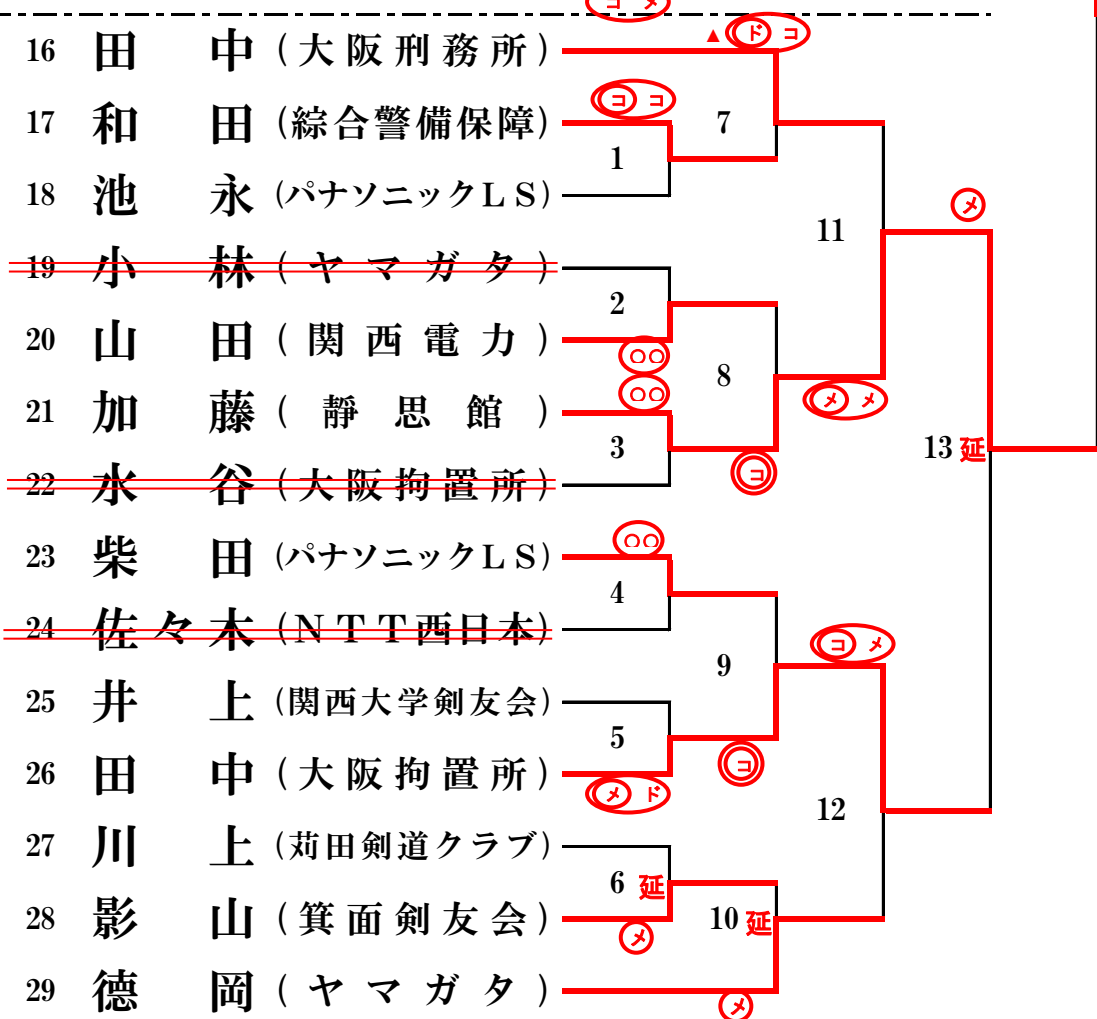 コ メ
▲ ド コ
16 田 中 (大阪刑務所)
コ コ
17 和 田 (綜合警備保障)
7
1
18 池 永 (パナソニックLS)
メ
11
19 小 林 (ヤマガタ)
2
20 山 田 (関西電力)
○○
8
○○
メ メ
21 加 藤 (靜思館)
3
13 延
コ
22 水 谷 (大阪拘置所)
○○
23 柴 田 (パナソニックLS)
4
24 佐々木 (NTT西日本)
コ メ
9
25 井 上 (関西大学剣友会)
5
コ
26 田 中 (大阪拘置所)
メ ド
12
27 川 上 (苅田剣道クラブ)
6 延
28 影 山 (箕面剣友会)
10 延
メ
29 德 岡 (ヤマガタ)
メ